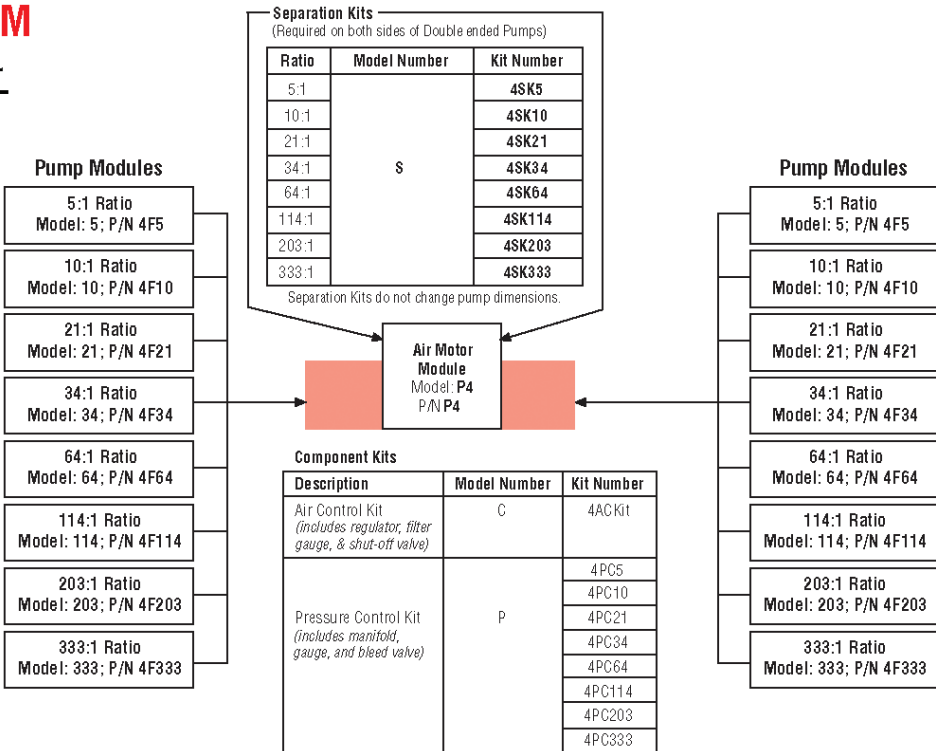 M
Separation Kits
(Required on both sides of Double ended Pumps)
Ratio Model Number Kit Number
5:1 4SK5
10:1 4SK10
21:1 4SK21
34:1 S 4SK34
64:1 4SK64
114:1 4SK114
203:1 4SK203
333:1 4SK333
Separation Kits do not change pump dimensions.
Pump Modules
5:1 Ratio
Model: 5; P/N 4F5
10:1 Ratio
Model: 10; P/N 4F10
21:1 Ratio
Model: 21; P/N 4F21
34:1 Ratio
Model: 34; P/N 4F34
64:1 Ratio
Model: 64; P/N 4F64
114:1 Ratio
Model: 114; P/N 4F114
203:1 Ratio
Model: 203; P/N 4F203
333:1 Ratio
Model: 333; P/N 4F333
Air Motor
Module
Model: P4
P/N P4
Pump Modules
5:1 Ratio
Model: 5; P/N 4F5
10:1 Ratio
Model: 10; P/N 4F10
21:1 Ratio
Model: 21; P/N 4F21
34:1 Ratio
Model: 34; P/N 4F34
64:1 Ratio
Model: 64; P/N 4F64
114:1 Ratio
Model: 114; P/N 4F114
203:1 Ratio
Model: 203; P/N 4F203
333:1 Ratio
Model: 333; P/N 4F333
Component Kits
Description Model Number Kit Number
Air Control Kit C 4ACKit
(includes regulator, filter
gauge, & shut-off valve)
4PC5
4PC10
Pressure Control Kit P 4PC21
(includes manifold,
gauge, and bleed valve)
4PC34
4PC64
4PC114
4PC203
4PC333